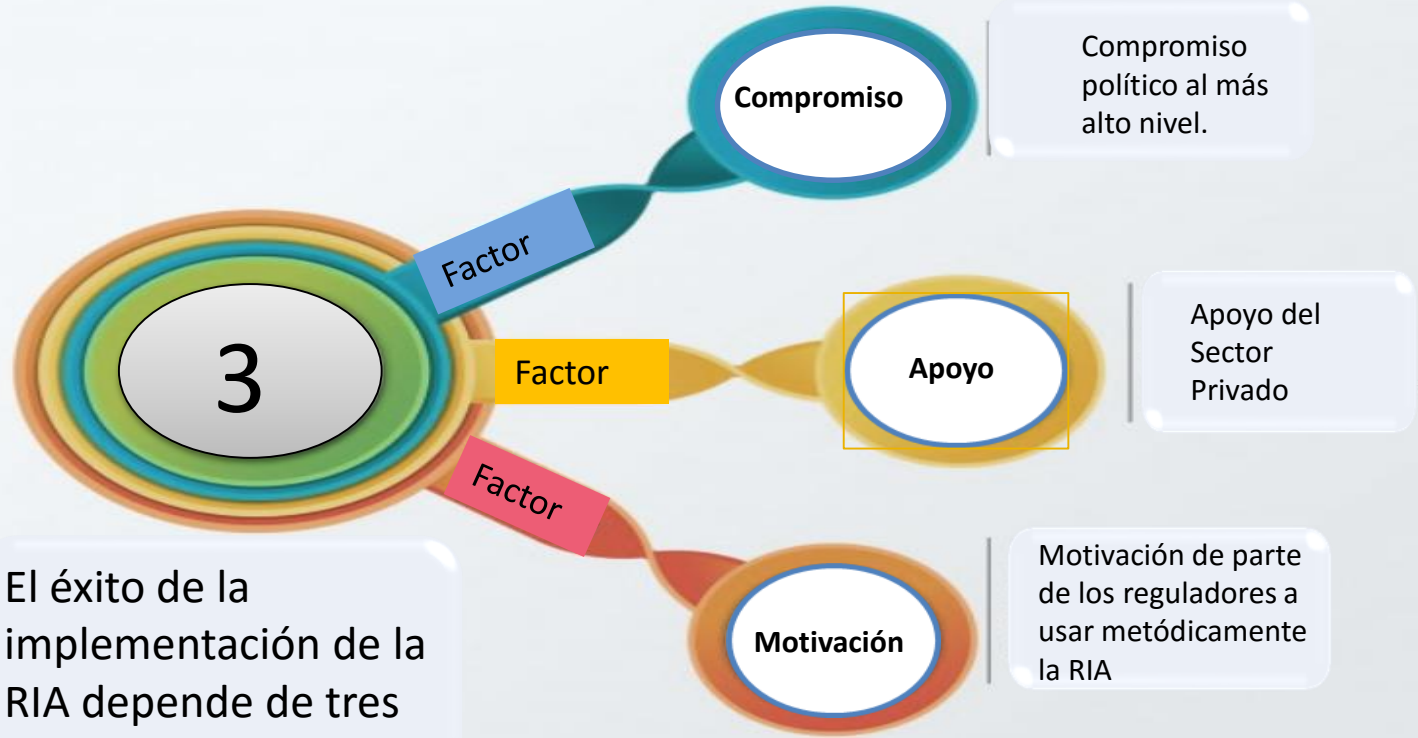 Compromiso
Compromiso
político al más
alto nivel.
Factor
3
Factor
Apoyo
Apoyo del
Sector
Privado
Factor
Motivación
Motivación de parte
de los reguladores a
usar metódicamente
la RIA
El éxito de la
implementación de la
RIA depende de tres